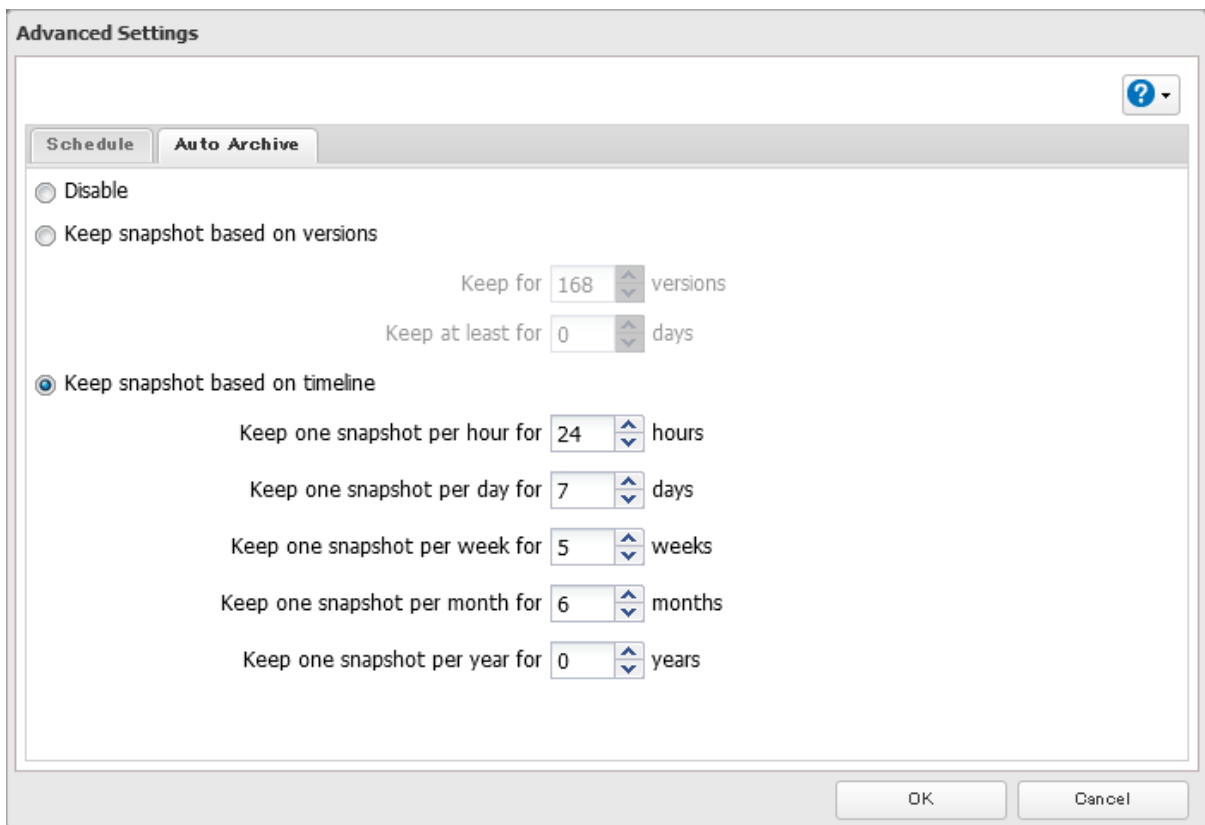 Advanced Settings
?
Schedule Auto Archive
Disable
Keep snapshot based on versions
Keep for 168 versions
Keep at least for 0 days
Keep snapshot based on timeline
Keep one snapshot per hour for 24 hours
Keep one snapshot per day for 7 days
Keep one snapshot per week for 5 weeks
Keep one snapshot per month for 6 months
Keep one snapshot per year for 0 years
OK Cancel